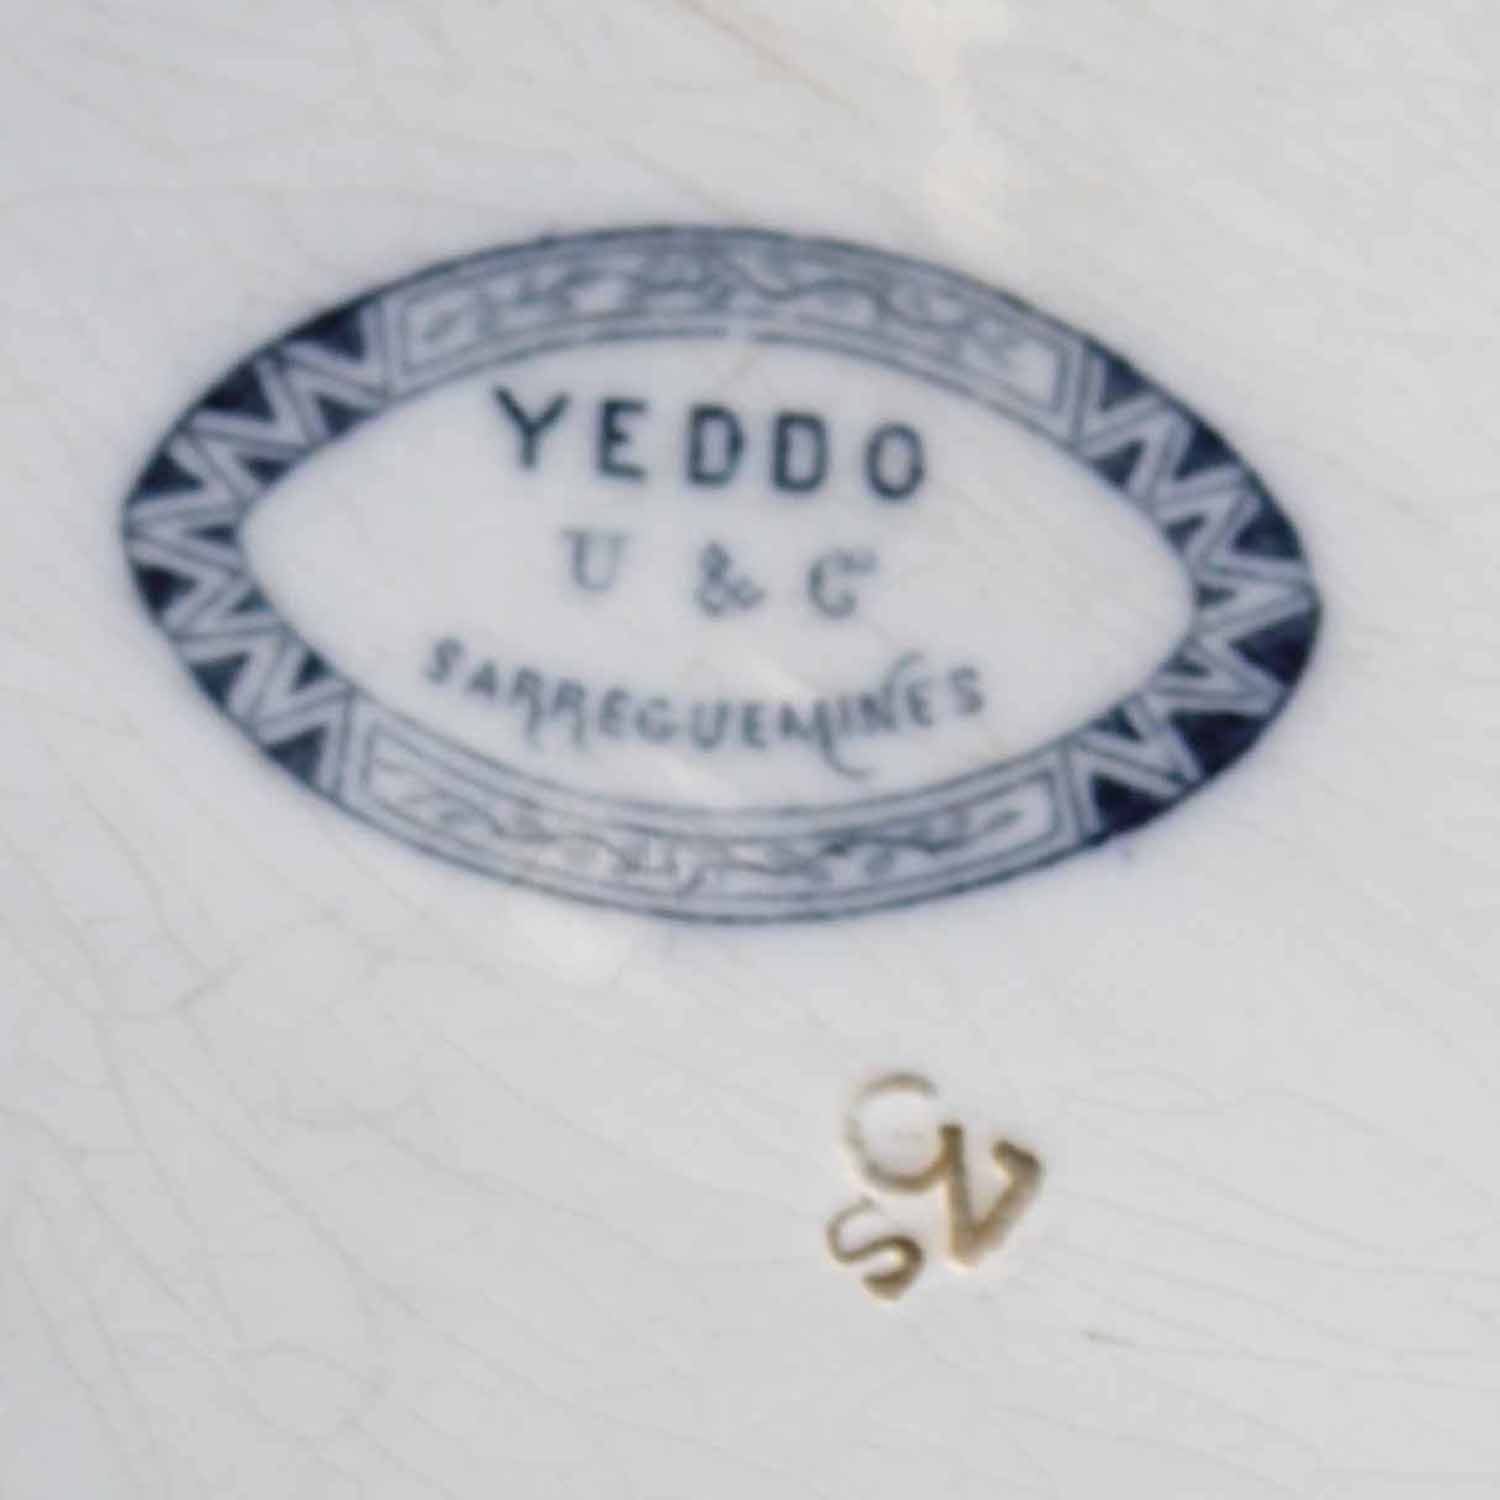 YEDDO
U & Cie
SARREGUEMINES